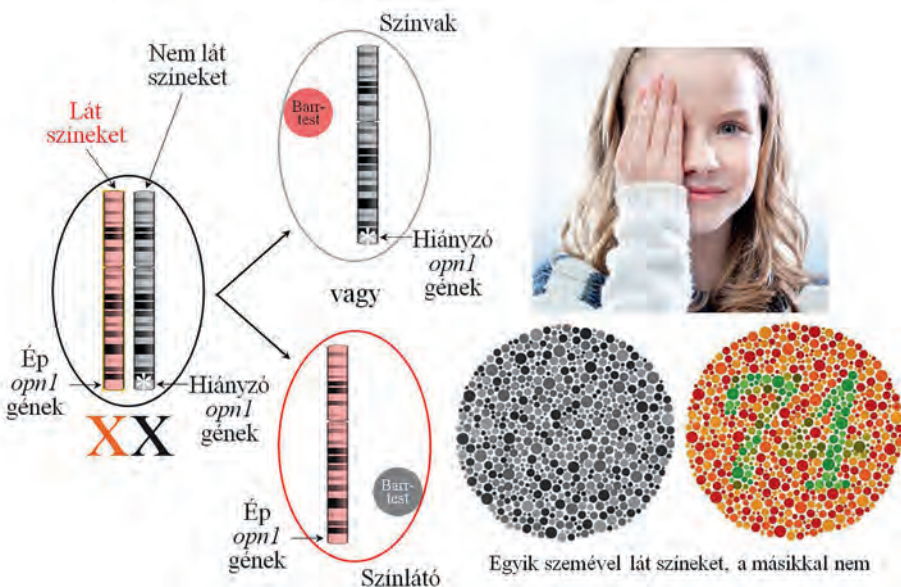 Színvak
Nem lát
színeket
Lát
színeket
Barr-
test
Hiányzó
opn1
gének
vagy
Ép
opn1
gének
Hiányzó
opn1
gének
XX
Barr-
test
Ép
opn1
gének
Színlátó
74
Egyik szemével lát színeket, a másikkal nem